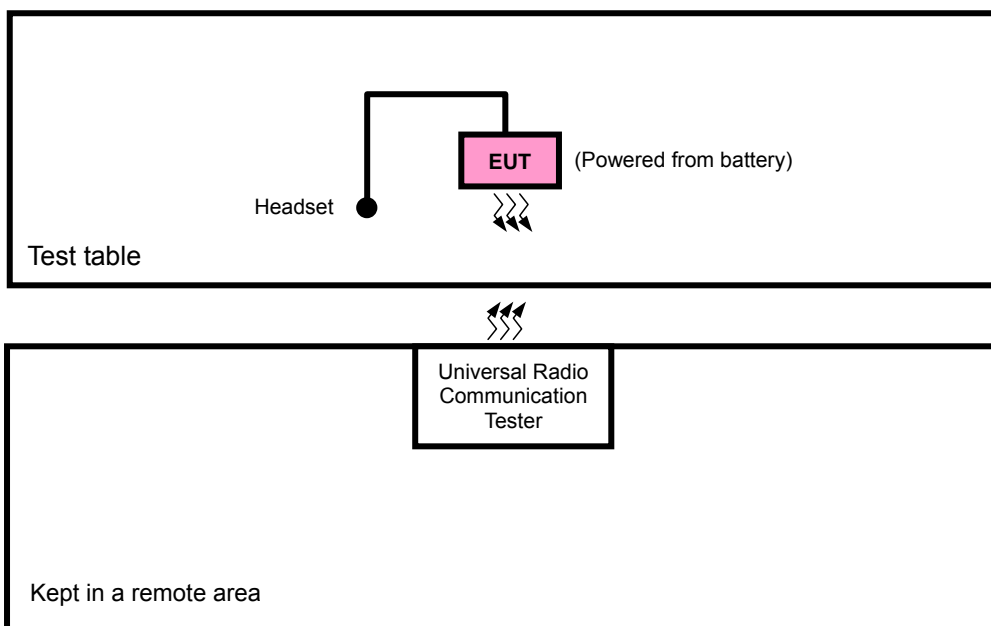 EUT
(Powered from battery)
Headset
Test table
Universal Radio
Communication
Tester
Kept in a remote area